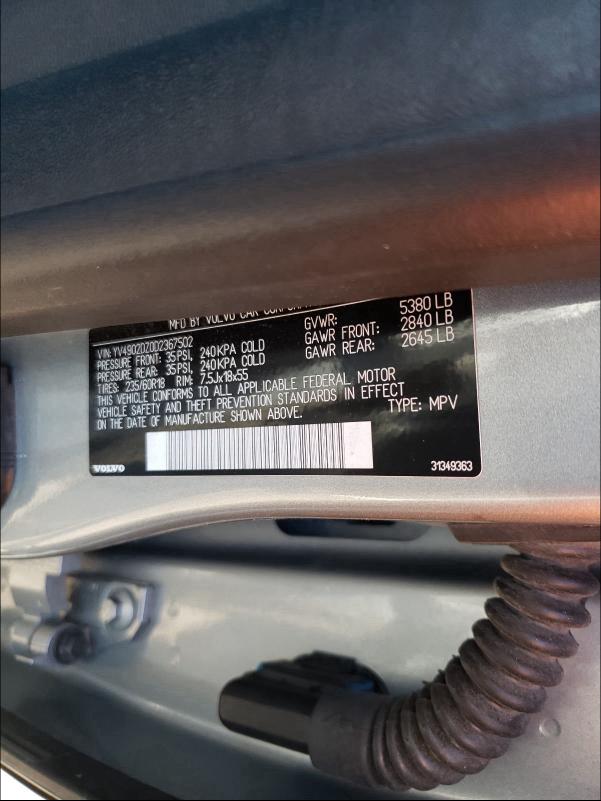 MFD BY VOLVO CAR
GVWR: 5380 LB
GAWR FRONT: 2840 LB
GAWR REAR: 2645 LB
VIN: YV4902DZ0D2367502
PRESSURE FRONT: 35PSI, 240KPA COLD
PRESSURE REAR: 35PSI, 240KPA COLD
TIRES: 235/60R18 RIM: 7.5Jx18x55
THIS VEHICLE CONFORMS TO ALL APPLICABLE FEDERAL MOTOR
VEHICLE SAFETY AND THEFT PREVENTION STANDARDS IN EFFECT
ON THE DATE OF MANUFACTURE SHOWN ABOVE.
TYPE: MPV
VOLVO
31349363